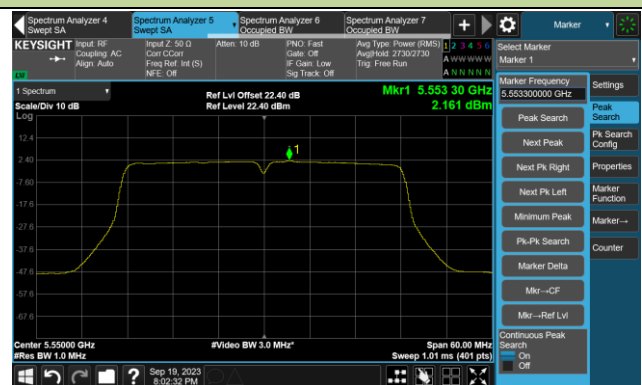 Spectrum Analyzer 4
Swept SA
Spectrum Analyzer 5
Swept SA
Spectrum Analyzer 6
Occupied BW
Spectrum Analyzer 7
Occupied BW
+
Marker
KEYSIGHT
Input: RF
Coupling: AC
Align: Auto
Input Z: 50 Ω
Corr CCorr
Freq Ref: Int (S)
NFE: Off
Atten: 10 dB
PNO: Fast
Gate: Off
IF Gain: Low
Sig Track: Off
Avg Type: Power (RMS)
Avg|Hold: 2730/2730
Trig: Free Run
1 2 3 4 5 6
A W W W W W
A N N N N N
LW
Select Marker
Marker 1
1 Spectrum
Scale/Div 10 dB
Log
Ref Lvl Offset 22.40 dB
Ref Level 22.40 dBm
Mkr1 5.553 30 GHz
2.161 dBm
1
12.4
2.40
-7.60
-17.6
-27.6
-37.6
-47.6
-57.6
-67.6
Center 5.55000 GHz
#Res BW 1.0 MHz
#Video BW 3.0 MHz*
Span 60.00 MHz
Sweep 1.01 ms (401 pts)
Marker Frequency
5.553300000 GHz
Peak Search
Next Peak
Next Pk Right
Next Pk Left
Minimum Peak
Pk-Pk Search
Marker Delta
Mkr→CF
Mkr→Ref Lvl
Continuous Peak
Search
On
Off
Settings
Peak
Search
Pk Search
Config
Properties
Marker
Function
Marker→
Counter
?
Sep 19, 2023
8:02:32 PM